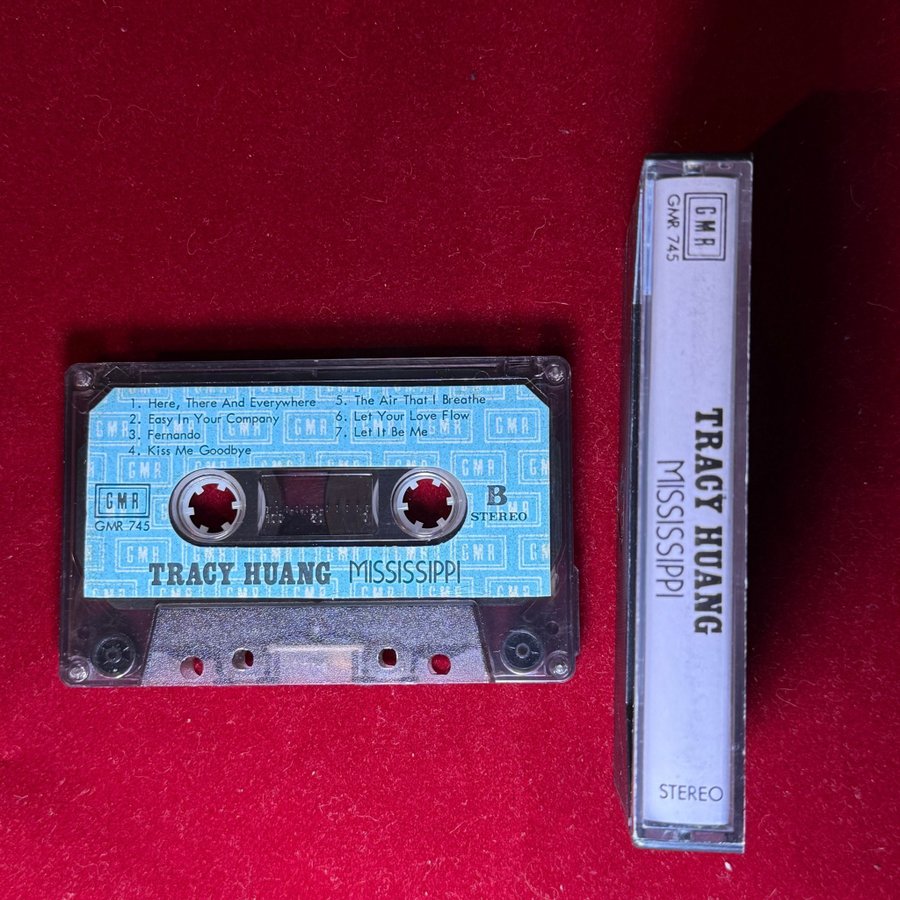 1. Here, There And Everywhere
2. Easy In Your Company
3. Fernando
4. Kiss Me Goodbye
5. The Air That I Breathe
6. Let Your Love Flow
7. Let It Be Me
GMR
GMR 745
B
STEREO
TRACY HUANG MISSISSIPPI
GMR
GMR 745
TRACY HUANG
MISSISSIPPI
STEREO